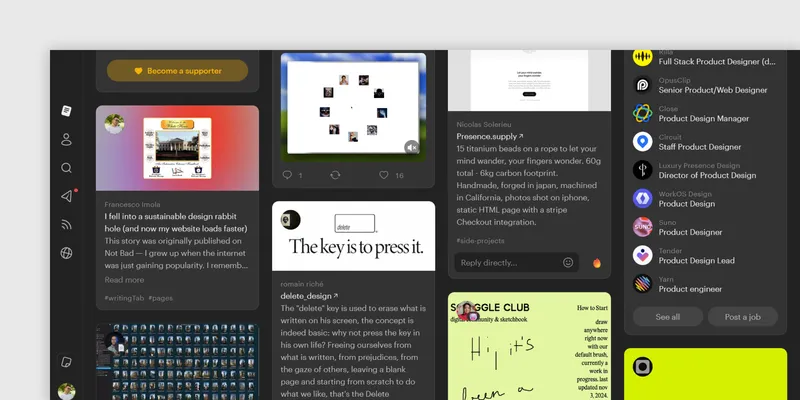 Become a supporter
Francesco Imola
I fell into a sustainable design rabbit
hole (and now my website loads faster)
This story was originally published on
Not Bad — I grew up when the internet
was just gaining popularity. I rememb...
Read more
#writingTab #pages
1
16
delete
The key is to press it.
romain riché
delete_design ↗
The "delete" key is used to erase what is
written on his screen, the concept is
indeed basic: why not press the key in
his own life? Freeing ourselves from
what is written, from prejudices, from
the gaze of others, leaving a blank
page and starting from scratch to do
what we like, that's the Delete
Nicolas Solerieu
Presence.supply ↗
15 titanium beads on a rope to let your
mind wander, your fingers wonder. 60g
total - 6kg carbon footprint.
Handmade, forged in japan, machined
in California, photos shot on iphone,
static HTML page with a stripe
Checkout integration.
#side-projects
Reply directly...
GGLE CLUB
How to Start
& sketchbook
draw
anywhere
right now
with our
default brush,
currently a
work in
progress, last
updated nov
3, 2024.
Hi, it's
been a
Rilla
Full Stack Product Designer (d...
OpusClip
Senior Product/Web Designer
Close
Product Design Manager
Circuit
Staff Product Designer
Luxury Presence Design
Director of Product Design
WorkOS Design
Product Design
Suno
Product Designer
Tender
Product Design Lead
Yarn
Product engineer
See all
Post a job